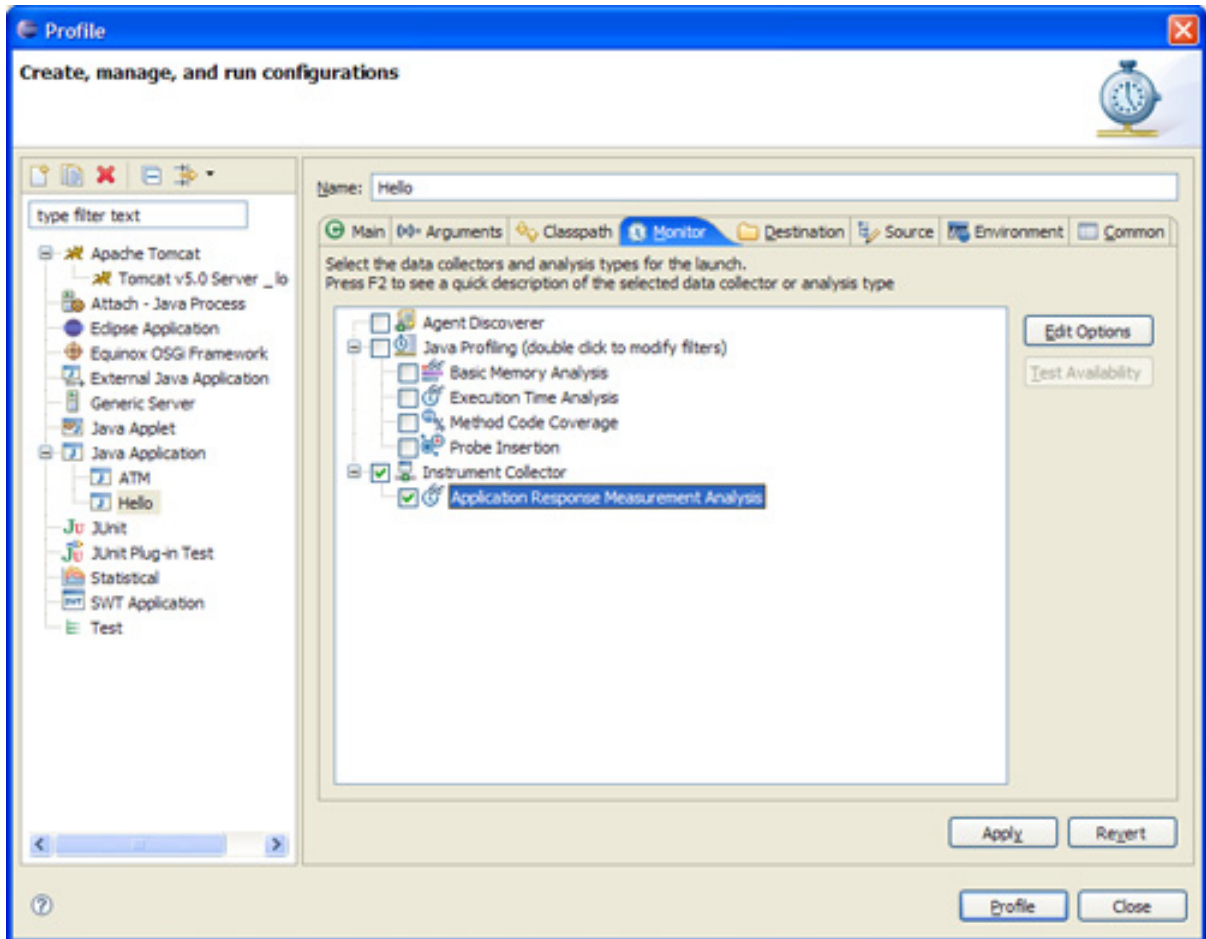 Profile
Create, manage, and run configurations
type filter text
Apache Tomcat
Tomcat v5.0 Server _lo
Attach - Java Process
Eclipse Application
Equinox OSGi Framework
External Java Application
Generic Server
Java Applet
Java Application
ATM
Hello
JUnit
JUnit Plug-in Test
Statistical
SWT Application
Test
Name: Hello
Main Arguments Classpath Monitor Destination Source Environment Common
Select the data collectors and analysis types for the launch.
Press F2 to see a quick description of the selected data collector or analysis type
Agent Discoverer
Java Profiling (double click to modify filters)
Basic Memory Analysis
Execution Time Analysis
Method Code Coverage
Probe Insertion
Instrument Collector
Application Response Measurement Analysis
Edit Options
Test Availability
Apply Revert
Profile Close